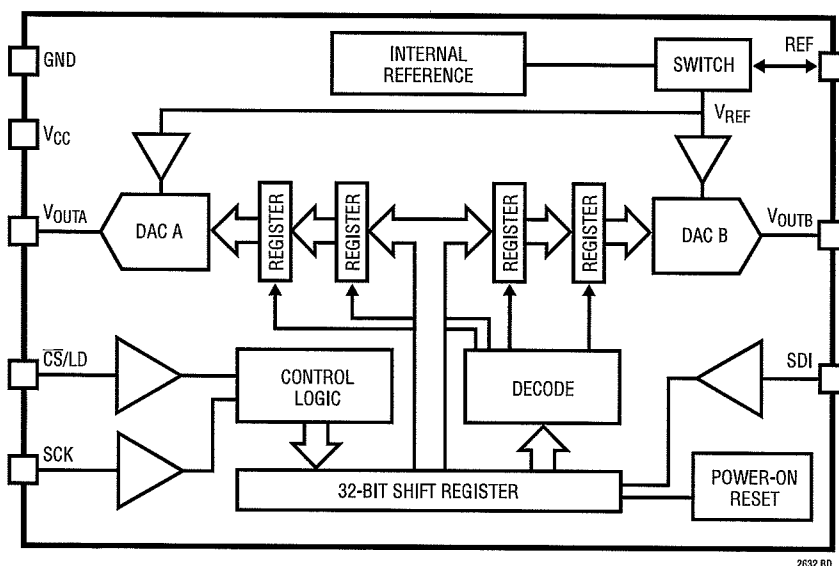 GND
INTERNAL
REFERENCE
SWITCH
REF
VCC
VREF
VOUTA
DAC A
REGISTER
REGISTER
REGISTER
REGISTER
DAC B
VOUTB
C̅S̅/LD
CONTROL
LOGIC
DECODE
SDI
SCK
32-BIT SHIFT REGISTER
POWER-ON
RESET
2632 BD